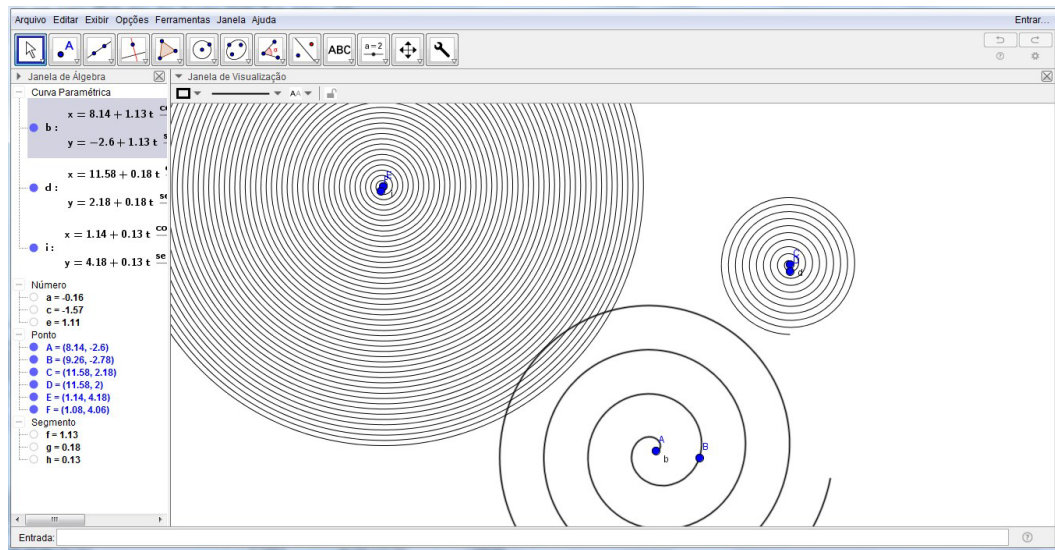 Arquivo Editar Exibir Opções Ferramentas Janela Ajuda
Entrar...
A
ABC
a = 2
Janela de Álgebra
Janela de Visualização
AA
Curva Paramétrica
b :
x = 8.14 + 1.13 t
y = −2.6 + 1.13 t
d :
x = 11.58 + 0.18 t
y = 2.18 + 0.18 t
i :
x = 1.14 + 0.13 t
y = 4.18 + 0.13 t
Número
a = -0.16
c = -1.57
e = 1.11
Ponto
A = (8.14, -2.6)
B = (9.26, -2.78)
C = (11.58, 2.18)
D = (11.58, 2)
E = (1.14, 4.18)
F = (1.08, 4.06)
Segmento
f = 1.13
g = 0.18
h = 0.13
E
C
d
A
b
B
Entrada: